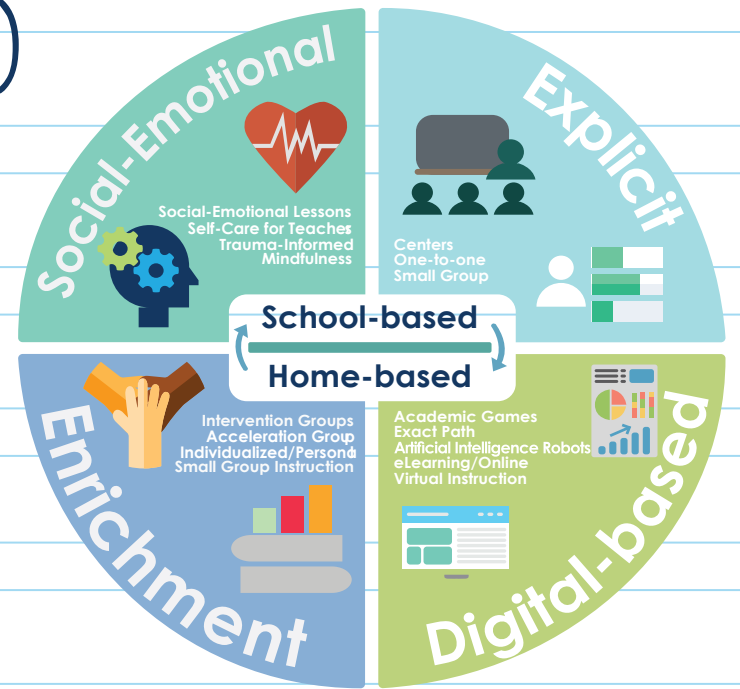 Social-Emotional
Social-Emotional Lessons
Self-Care for Teaches
Trauma-Informed
Mindfulness
Explicit
Centers
One-to-one
Small Group
School-based
Home-based
Enrichment
Intervention Groups
Acceleration Group
Individualized/Personal
Small Group Instruction
Digital-based
Academic Games
Exact Path
Artificial Intelligence Robots
eLearning/Online
Virtual Instruction